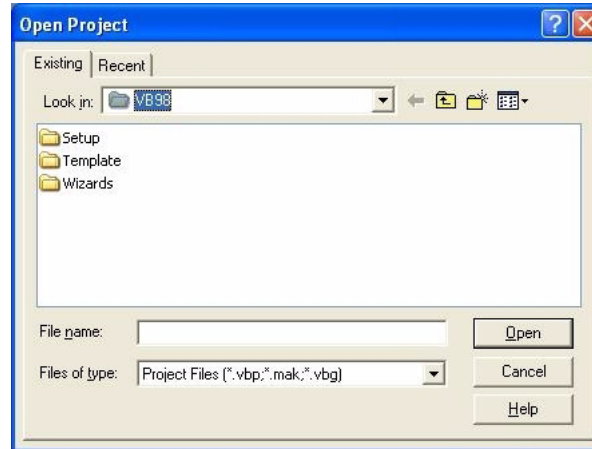 Open Project
Existing Recent
Look in: VB98
Setup
Template
Wizards
File name: Open
Files of type: Project Files (*.vbp;*.mak;*.vbg) Cancel
Help